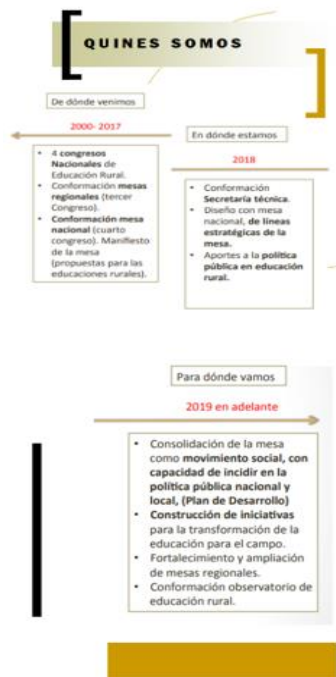 QUINES SOMOS
De dónde venimos
2000- 2017
• 4 congresos
Nacionales de
Educación Rural.
• Conformación mesas
regionales (tercer
Congreso).
• Conformación mesa
nacional (cuarto
congreso). Manifiesto
de la mesa
(propuestas para las
educaciones rurales).
En dónde estamos
2018
• Conformación
Secretaría técnica.
• Diseño con mesa
nacional, de líneas
estratégicas de la
mesa.
• Aportes a la política
pública en educación
rural.
Para dónde vamos
2019 en adelante
• Consolidación de la mesa
como movimiento social, con
capacidad de incidir en la
política pública nacional y
local, (Plan de Desarrollo)
• Construcción de iniciativas
para la transformación de la
educación para el campo.
• Fortalecimiento y ampliación
de mesas regionales.
• Conformación observatorio de
educación rural.